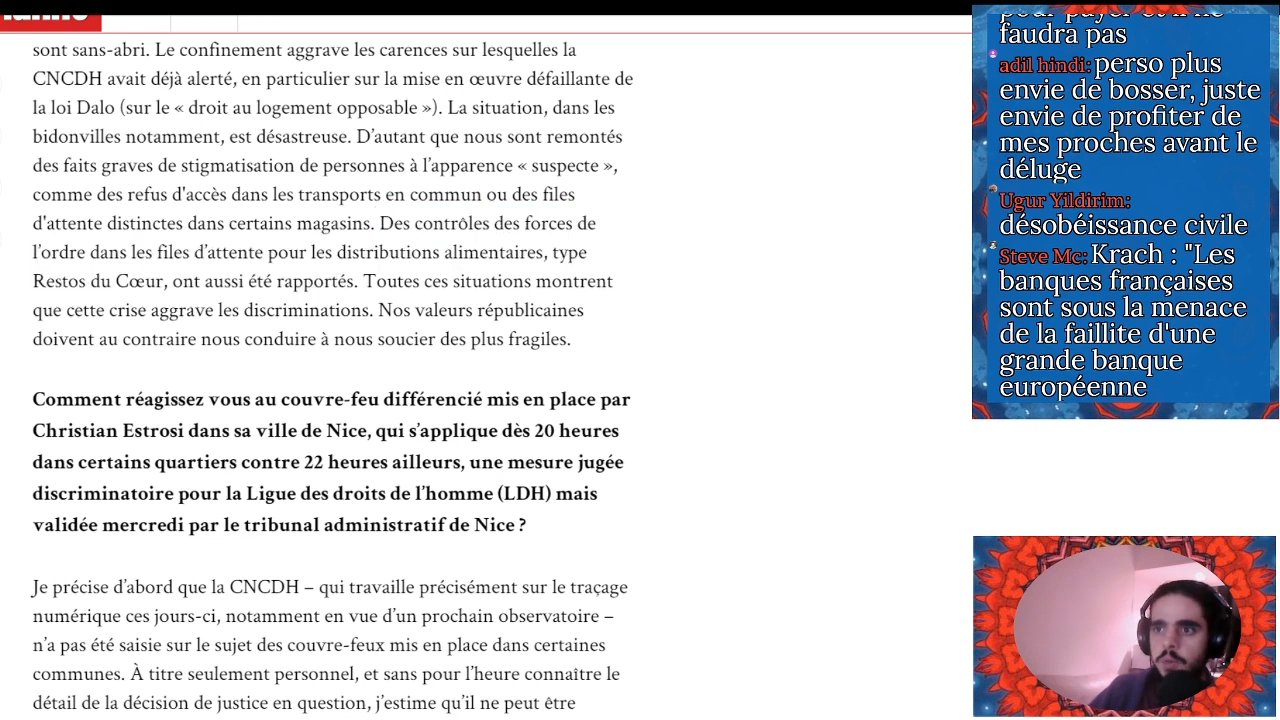 sont sans-abri. Le confinement aggrave les carences sur lesquelles la
CNCDH avait déjà alerté, en particulier sur la mise en œuvre défaillante de
la loi Dalo (sur le « droit au logement opposable »). La situation, dans les
bidonvilles notamment, est désastreuse. D’autant que nous sont remontés
des faits graves de stigmatisation de personnes à l’apparence « suspecte »,
comme des refus d'accès dans les transports en commun ou des files
d'attente distinctes dans certains magasins. Des contrôles des forces de
l’ordre dans les files d’attente pour les distributions alimentaires, type
Restos du Cœur, ont aussi été rapportés. Toutes ces situations montrent
que cette crise aggrave les discriminations. Nos valeurs républicaines
doivent au contraire nous conduire à nous soucier des plus fragiles.
Comment réagissez vous au couvre-feu différencié mis en place par
Christian Estrosi dans sa ville de Nice, qui s’applique dès 20 heures
dans certains quartiers contre 22 heures ailleurs, une mesure jugée
discriminatoire pour la Ligue des droits de l’homme (LDH) mais
validée mercredi par le tribunal administratif de Nice ?
Je précise d’abord que la CNCDH – qui travaille précisément sur le traçage
numérique ces jours-ci, notamment en vue d’un prochain observatoire –
n’a pas été saisie sur le sujet des couvre-feux mis en place dans certaines
communes. À titre seulement personnel, et sans pour l’heure connaître le
détail de la décision de justice en question, j’estime qu’il ne peut être
pour payer et il ne
faudra pas
adil hindi: perso plus
envie de bosser, juste
envie de profiter de
mes proches avant le
déluge
Ugur Yildirim:
désobéissance civile
Steve Mc: Krach : "Les
banques françaises
sont sous la menace
de la faillite d'une
grande banque
européenne